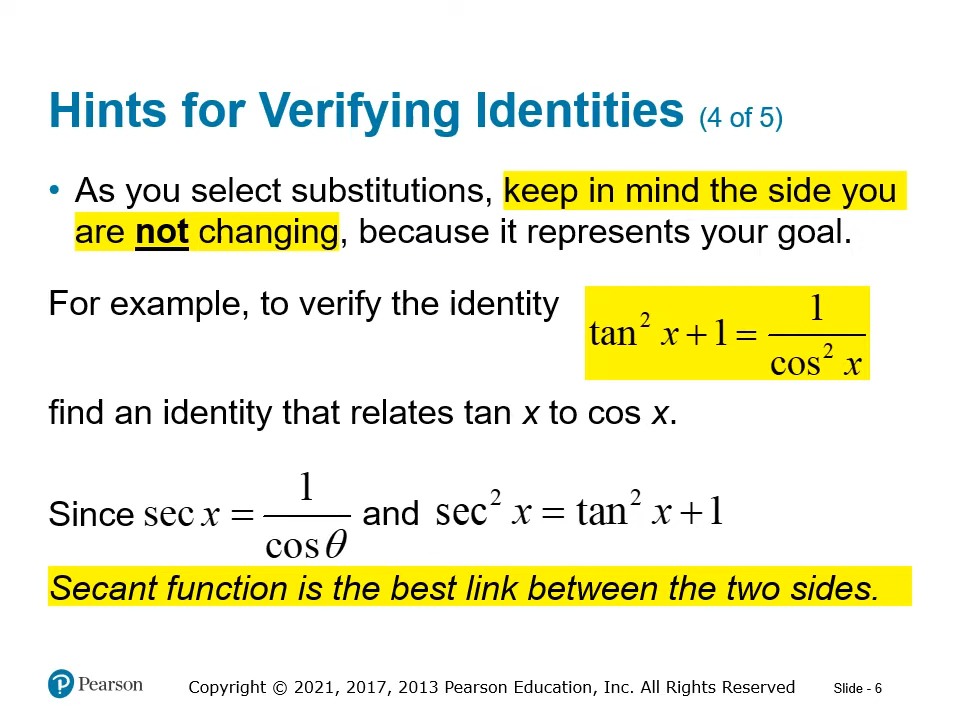 Hints for Verifying Identities (4 of 5)
• As you select substitutions, keep in mind the side you
are not changing, because it represents your goal.
For example, to verify the identity tan² x + 1 = 1/cos² x
find an identity that relates tan x to cos x.
Since sec x = 1/cos θ and sec² x = tan² x + 1
Secant function is the best link between the two sides.
Pearson Copyright © 2021, 2017, 2013 Pearson Education, Inc. All Rights Reserved Slide - 6